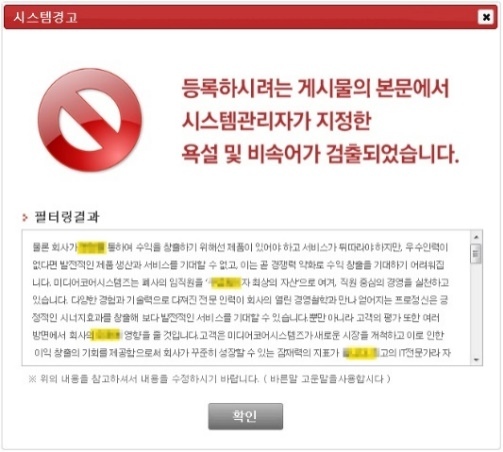 시스템경고
등록하시려는 게시물의 본문에서
시스템관리자가 지정한
욕설 및 비속어가 검출되었습니다.
필터링결과
물론 회사가 통하여 수익을 창출하기 위해선 제품이 있어야 하고 서비스가 뒤따라야 하지만, 우수인력이
없다면 발전적인 제품 생산과 서비스를 기대할 수 없고, 이는 곧 경쟁력 약화로 수익 창출을 기대하기 어려워집
니다. 미디어코어시스템즈는 폐사의 임직원을 '자 최상의 자산'으로 여겨, 직원 중심의 경영을 실천하고
있습니다. 다양한 경험과 기술력으로 다져진 전문 인력이 회사의 열린 경영철학과 만나 얻어지는 프로정신은 긍
정적인 시너지효과를 창출해 보다 발전적인 서비스를 기대할 수 있습니다.뿐만 아니라 고객의 평가 또한 여러
방면에서 회사의 영향을 줄 것입니다.고객은 미디어코어시스템즈가 새로운 시장을 개척하고 이로 인한
이익 창출의 기회를 제공함으로써 회사가 꾸준히 성장할 수 있는 잠재력의 지표가 고의 IT전문가라 자
※ 위의 내용을 참고하셔서 내용을 수정하시기 바랍니다. ( 바른말 고운말을사용합시다 )
확인